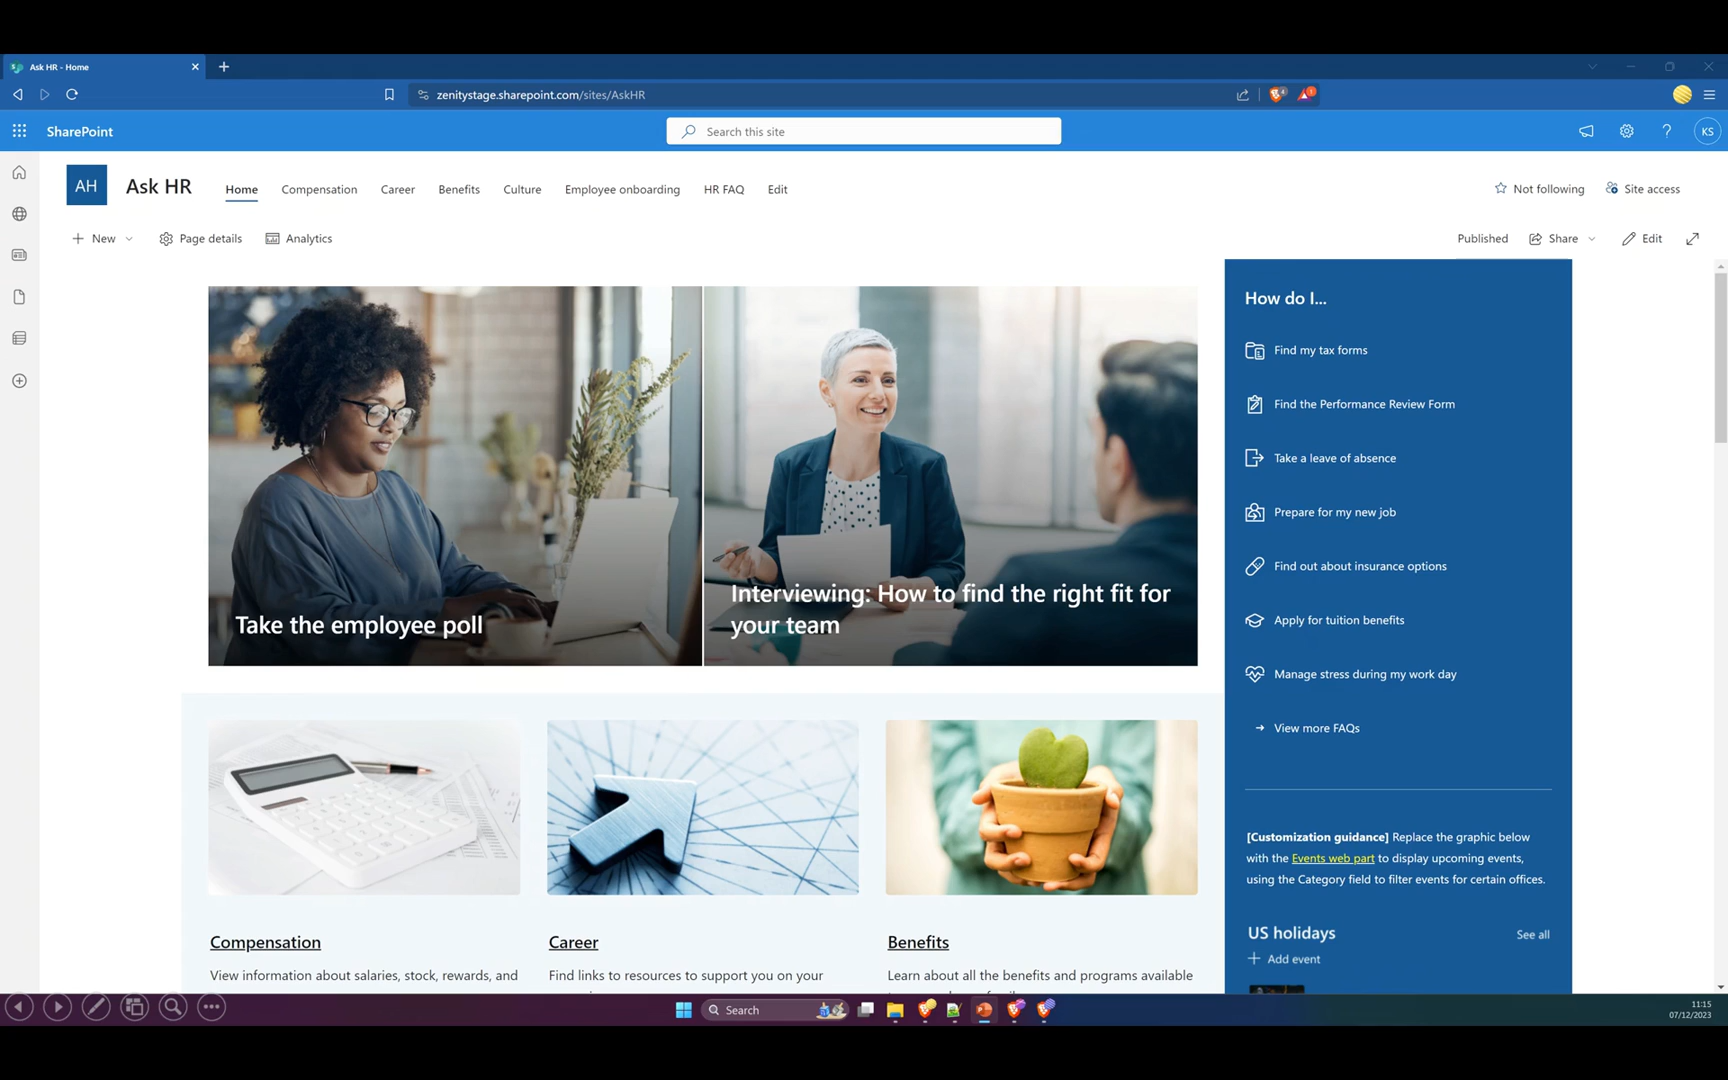 Ask HR - Home
zenitystage.sharepoint.com/sites/AskHR
SharePoint
Search this site
KS
AH
Ask HR
Home
Compensation
Career
Benefits
Culture
Employee onboarding
HR FAQ
Edit
Not following
Site access
New
Page details
Analytics
Published
Share
Edit
Take the employee poll
Interviewing: How to find the right fit for
your team
How do I...
Find my tax forms
Find the Performance Review Form
Take a leave of absence
Prepare for my new job
Find out about insurance options
Apply for tuition benefits
Manage stress during my work day
View more FAQs
[Customization guidance] Replace the graphic below
with the Events web part to display upcoming events,
using the Category field to filter events for certain offices.
US holidays
See all
Add event
Compensation
View information about salaries, stock, rewards, and
Career
Find links to resources to support you on your
Benefits
Learn about all the benefits and programs available
Search
11:15
07/12/2023